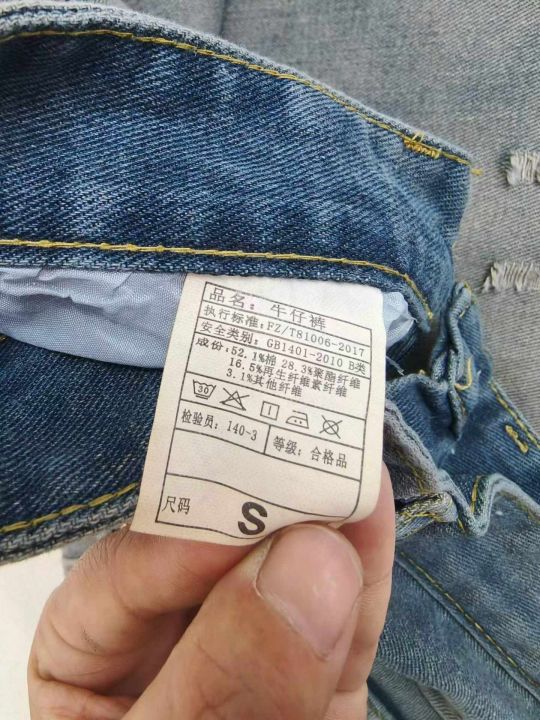 品名: 牛仔裤
执行标准:FZ/T81006-2017
安全类别: GB1401-2010 B类
成份:52.1%棉 28.3%聚酯纤维
16.5%再生纤维素纤维
3.1%其他纤维
30
检验员: 140-3 等级: 合格品
尺码 S